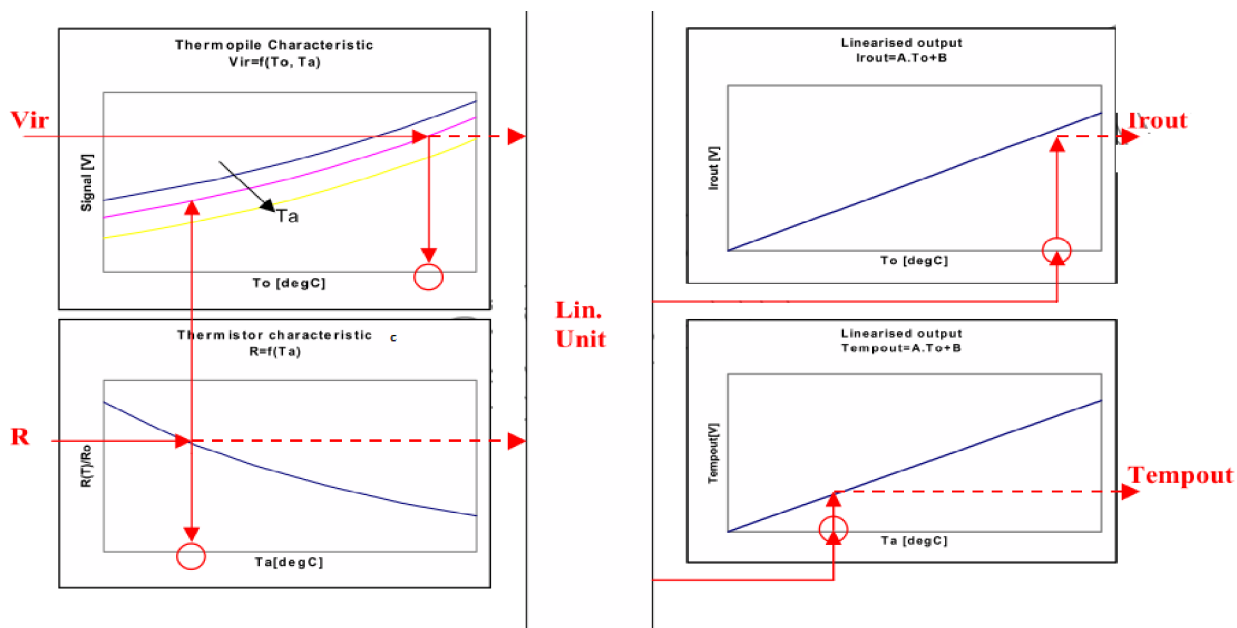 Thermopile Characteristic
Vir=f(To, Ta)
Vir
Signal [V]
Ta
To [degC]
Thermistor characteristic c
R=f(Ta)
R
R(T)/Ro
Ta[degC]
Lin.
Unit
Linearised output
Irout=A.To+B
Irout
Irout [V]
To [degC]
Linearised output
Tempout=A.To+B
Tempout[V]
Tempout
Ta [degC]